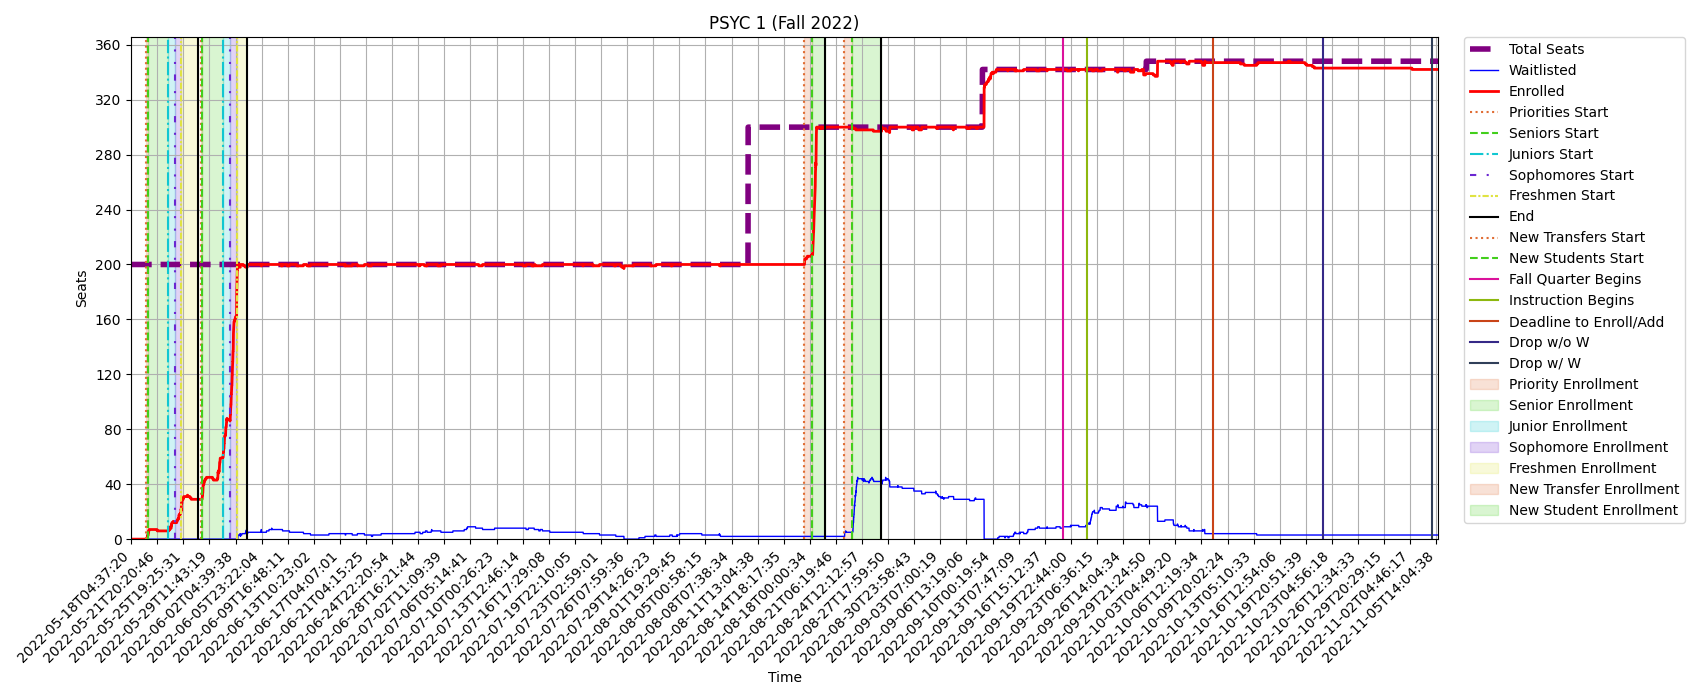 PSYC 1 (Fall 2022)
Seats
360
320
280
240
200
160
120
80
40
0
2022-05-18T04:37:20
2022-05-21T20:20:46
2022-05-25T19:25:31
2022-05-29T11:43:19
2022-06-02T04:39:38
2022-06-05T23:22:04
2022-06-09T16:48:11
2022-06-13T10:23:02
2022-06-17T04:07:01
2022-06-21T04:15:25
2022-06-24T22:20:54
2022-06-28T16:21:44
2022-07-02T11:09:39
2022-07-06T05:14:41
2022-07-10T00:26:23
2022-07-13T12:46:14
2022-07-16T17:29:08
2022-07-19T22:10:05
2022-07-23T02:59:01
2022-07-26T07:59:36
2022-07-29T14:26:23
2022-08-01T19:29:45
2022-08-05T00:58:15
2022-08-08T07:38:34
2022-08-11T13:04:38
2022-08-14T18:17:35
2022-08-18T00:00:34
2022-08-21T06:19:46
2022-08-24T12:12:57
2022-08-27T17:59:50
2022-08-30T23:58:43
2022-09-03T07:00:19
2022-09-06T13:19:06
2022-09-10T00:19:54
2022-09-13T07:47:09
2022-09-16T15:12:37
2022-09-19T22:44:00
2022-09-23T06:36:15
2022-09-26T14:04:34
2022-09-29T21:24:50
2022-10-03T04:49:20
2022-10-06T12:19:34
2022-10-09T20:02:24
2022-10-13T05:10:33
2022-10-16T12:54:06
2022-10-19T20:51:39
2022-10-23T04:56:18
2022-10-26T12:34:33
2022-10-29T20:29:15
2022-11-02T04:46:17
2022-11-05T14:04:38
Time
Total Seats
Waitlisted
Enrolled
Priorities Start
Seniors Start
Juniors Start
Sophomores Start
Freshmen Start
End
New Transfers Start
New Students Start
Fall Quarter Begins
Instruction Begins
Deadline to Enroll/Add
Drop w/o W
Drop w/ W
Priority Enrollment
Senior Enrollment
Junior Enrollment
Sophomore Enrollment
Freshmen Enrollment
New Transfer Enrollment
New Student Enrollment